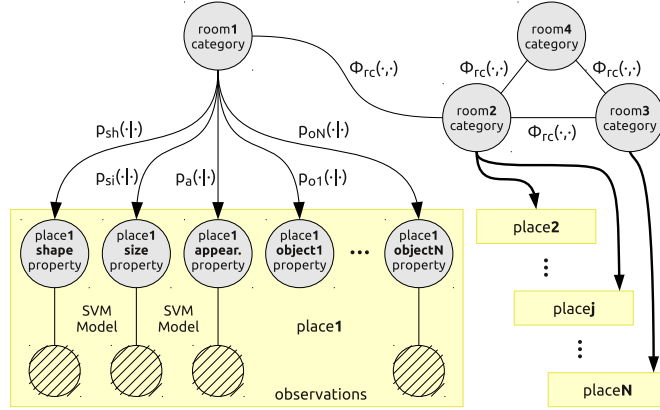 room1
category
room4
category
Φrc(·,·)
Φrc(·,·)
Φrc(·,·)
room2
category
room3
category
Φrc(·,·)
psh(·|·)
poN(·|·)
psi(·|·)
pa(·|·)
po1(·|·)
place1
shape
property
place1
size
property
place1
appear.
property
place1
object1
property
...
place1
objectN
property
place2
SVM
Model
SVM
Model
place1
placej
observations
placeN